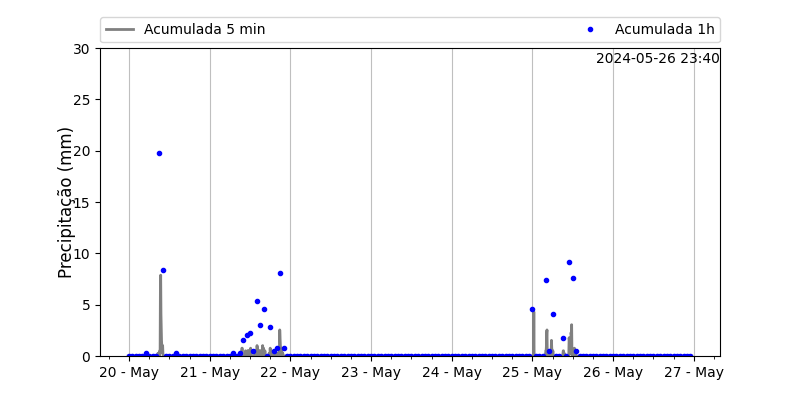 Acumulada 5 min
Acumulada 1h
2024-05-26 23:40
Precipitação (mm)
30
25
20
15
10
5
0
20 - May
21 - May
22 - May
23 - May
24 - May
25 - May
26 - May
27 - May